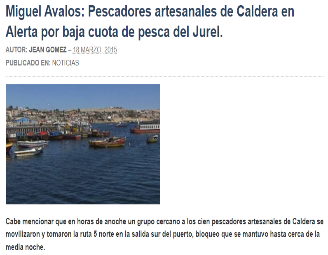 Miguel Avalos: Pescadores artesanales de Caldera en
Alerta por baja cuota de pesca del Jurel.
AUTOR: JEAN GOMEZ – 18 MARZO, 2015
PUBLICADO EN: NOTICIAS
Cabe mencionar que en horas de anoche un grupo cercano a los cien pescadores artesanales de Caldera se
movilizaron y tomaron la ruta 5 norte en la salida sur del puerto, bloqueo que se mantuvo hasta cerca de la
media noche.